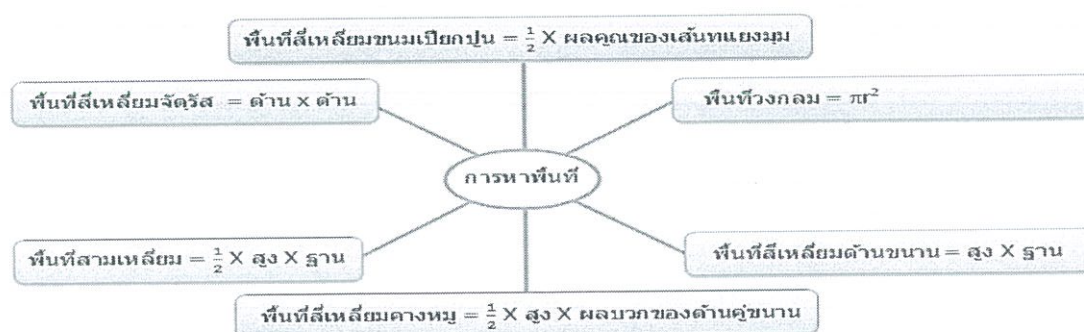 พื้นที่สี่เหลี่ยมขนมเปียกปูน = ½ X ผลคูณของเส้นทแยงมุม
พื้นที่สี่เหลี่ยมจัตุรัส = ด้าน x ด้าน
พื้นที่วงกลม = πr²
การหาพื้นที่
พื้นที่สามเหลี่ยม = ½ X สูง X ฐาน
พื้นที่สี่เหลี่ยมด้านขนาน = สูง X ฐาน
พื้นที่สี่เหลี่ยมคางหมู = ½ X สูง X ผลบวกของด้านคู่ขนาน